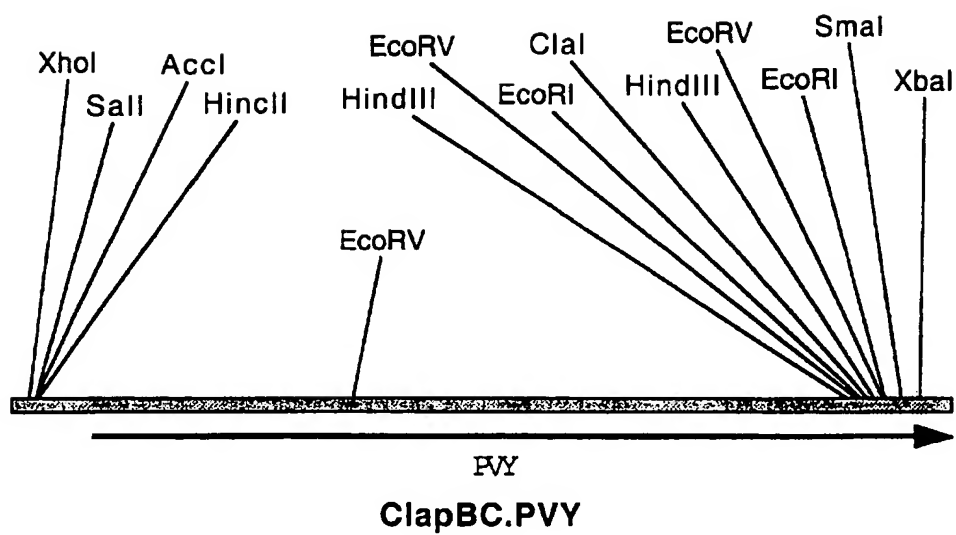 XhoI
SalI
AccI
HincII
HindIII
EcoRV
EcoRI
ClaI
HindIII
EcoRV
EcoRI
SmaI
XbaI
EcoRV
PVY
ClapBC.PVY